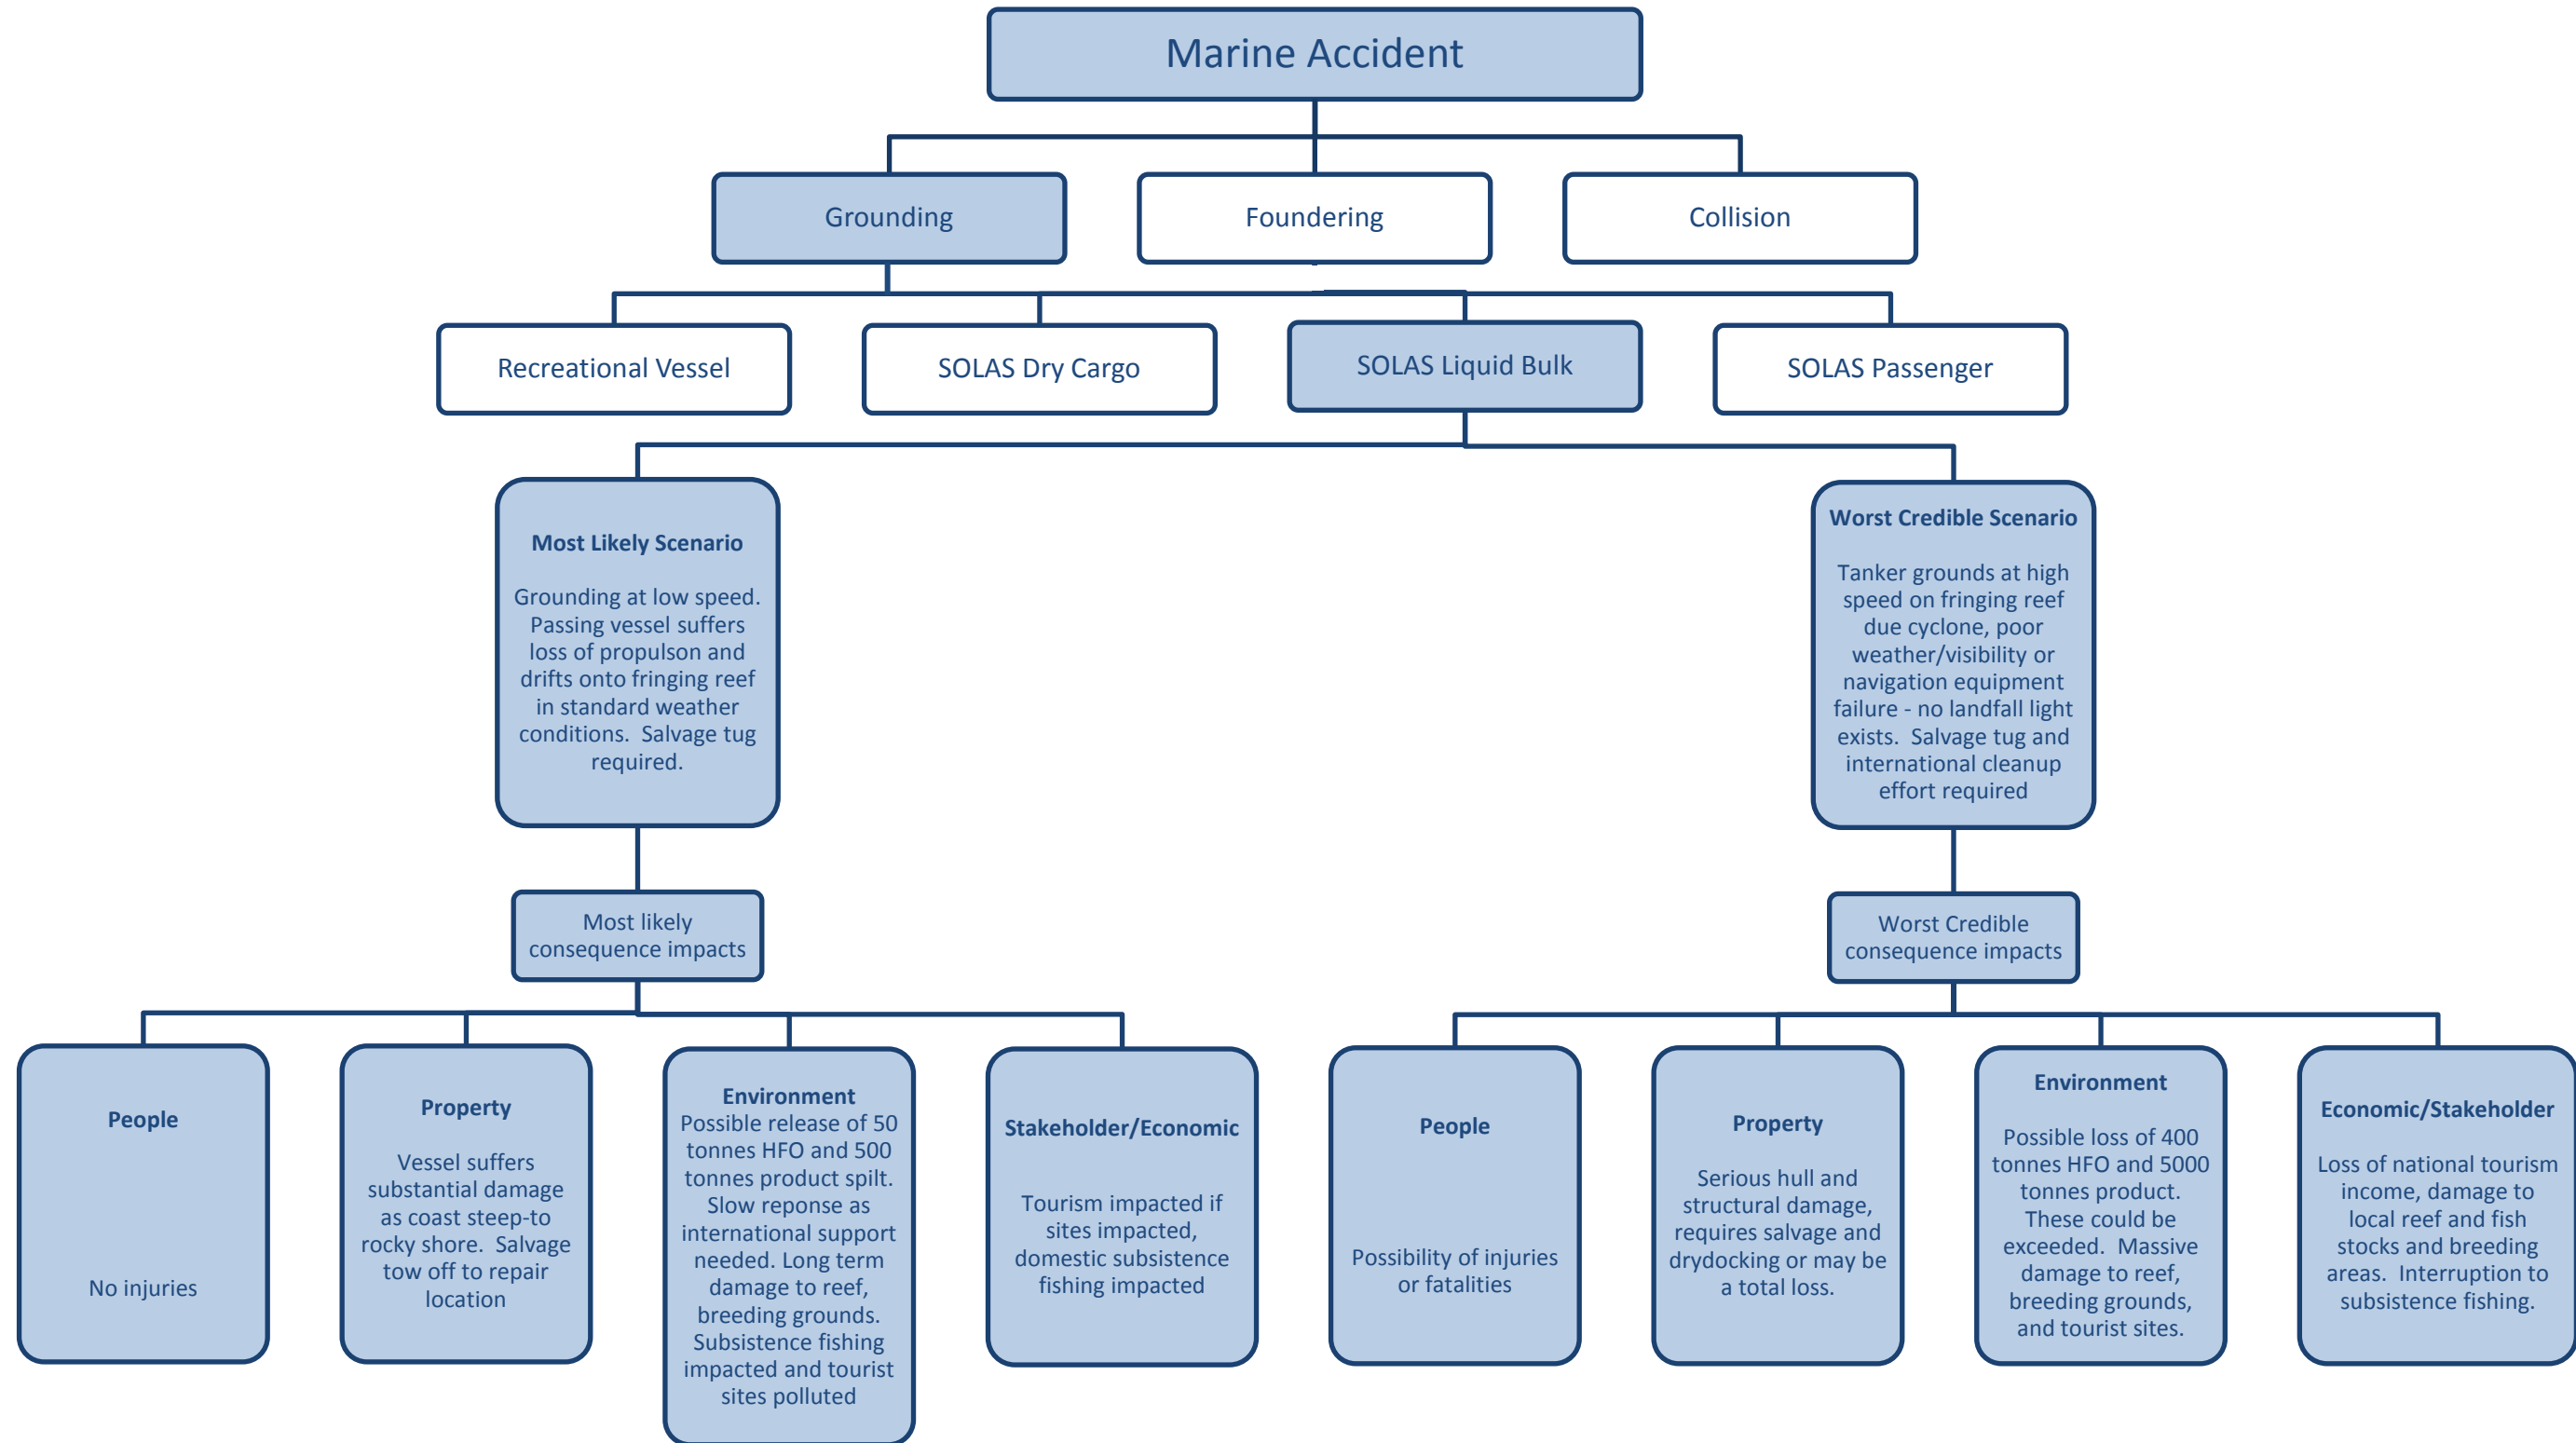 Marine Accident
Grounding
Foundering
Collision
Recreational Vessel
SOLAS Dry Cargo
SOLAS Liquid Bulk
SOLAS Passenger
Most Likely Scenario
Grounding at low speed.
Passing vessel suffers
loss of propulson and
drifts onto fringing reef
in standard weather
conditions.  Salvage tug
required.
Worst Credible Scenario
Tanker grounds at high
speed on fringing reef
due cyclone, poor
weather/visibility or
navigation equipment
failure - no landfall light
exists.  Salvage tug and
international cleanup
effort required
Most likely
consequence impacts
Worst Credible
consequence impacts
People
No injuries
Property
Vessel suffers
substantial damage
as coast steep-to
rocky shore.  Salvage
tow off to repair
location
Environment
Possible release of 50
tonnes HFO and 500
tonnes product spilt.
Slow reponse as
international support
needed. Long term
damage to reef,
breeding grounds.
Subsistence fishing
impacted and tourist
sites polluted
Stakeholder/Economic
Tourism impacted if
sites impacted,
domestic subsistence
fishing impacted
People
Possibility of injuries
or fatalities
Property
Serious hull and
structural damage,
requires salvage and
drydocking or may be
a total loss.
Environment
Possible loss of 400
tonnes HFO and 5000
tonnes product.
These could be
exceeded.  Massive
damage to reef,
breeding grounds,
and tourist sites.
Economic/Stakeholder
Loss of national tourism
income, damage to
local reef and fish
stocks and breeding
areas.  Interruption to
subsistence fishing.